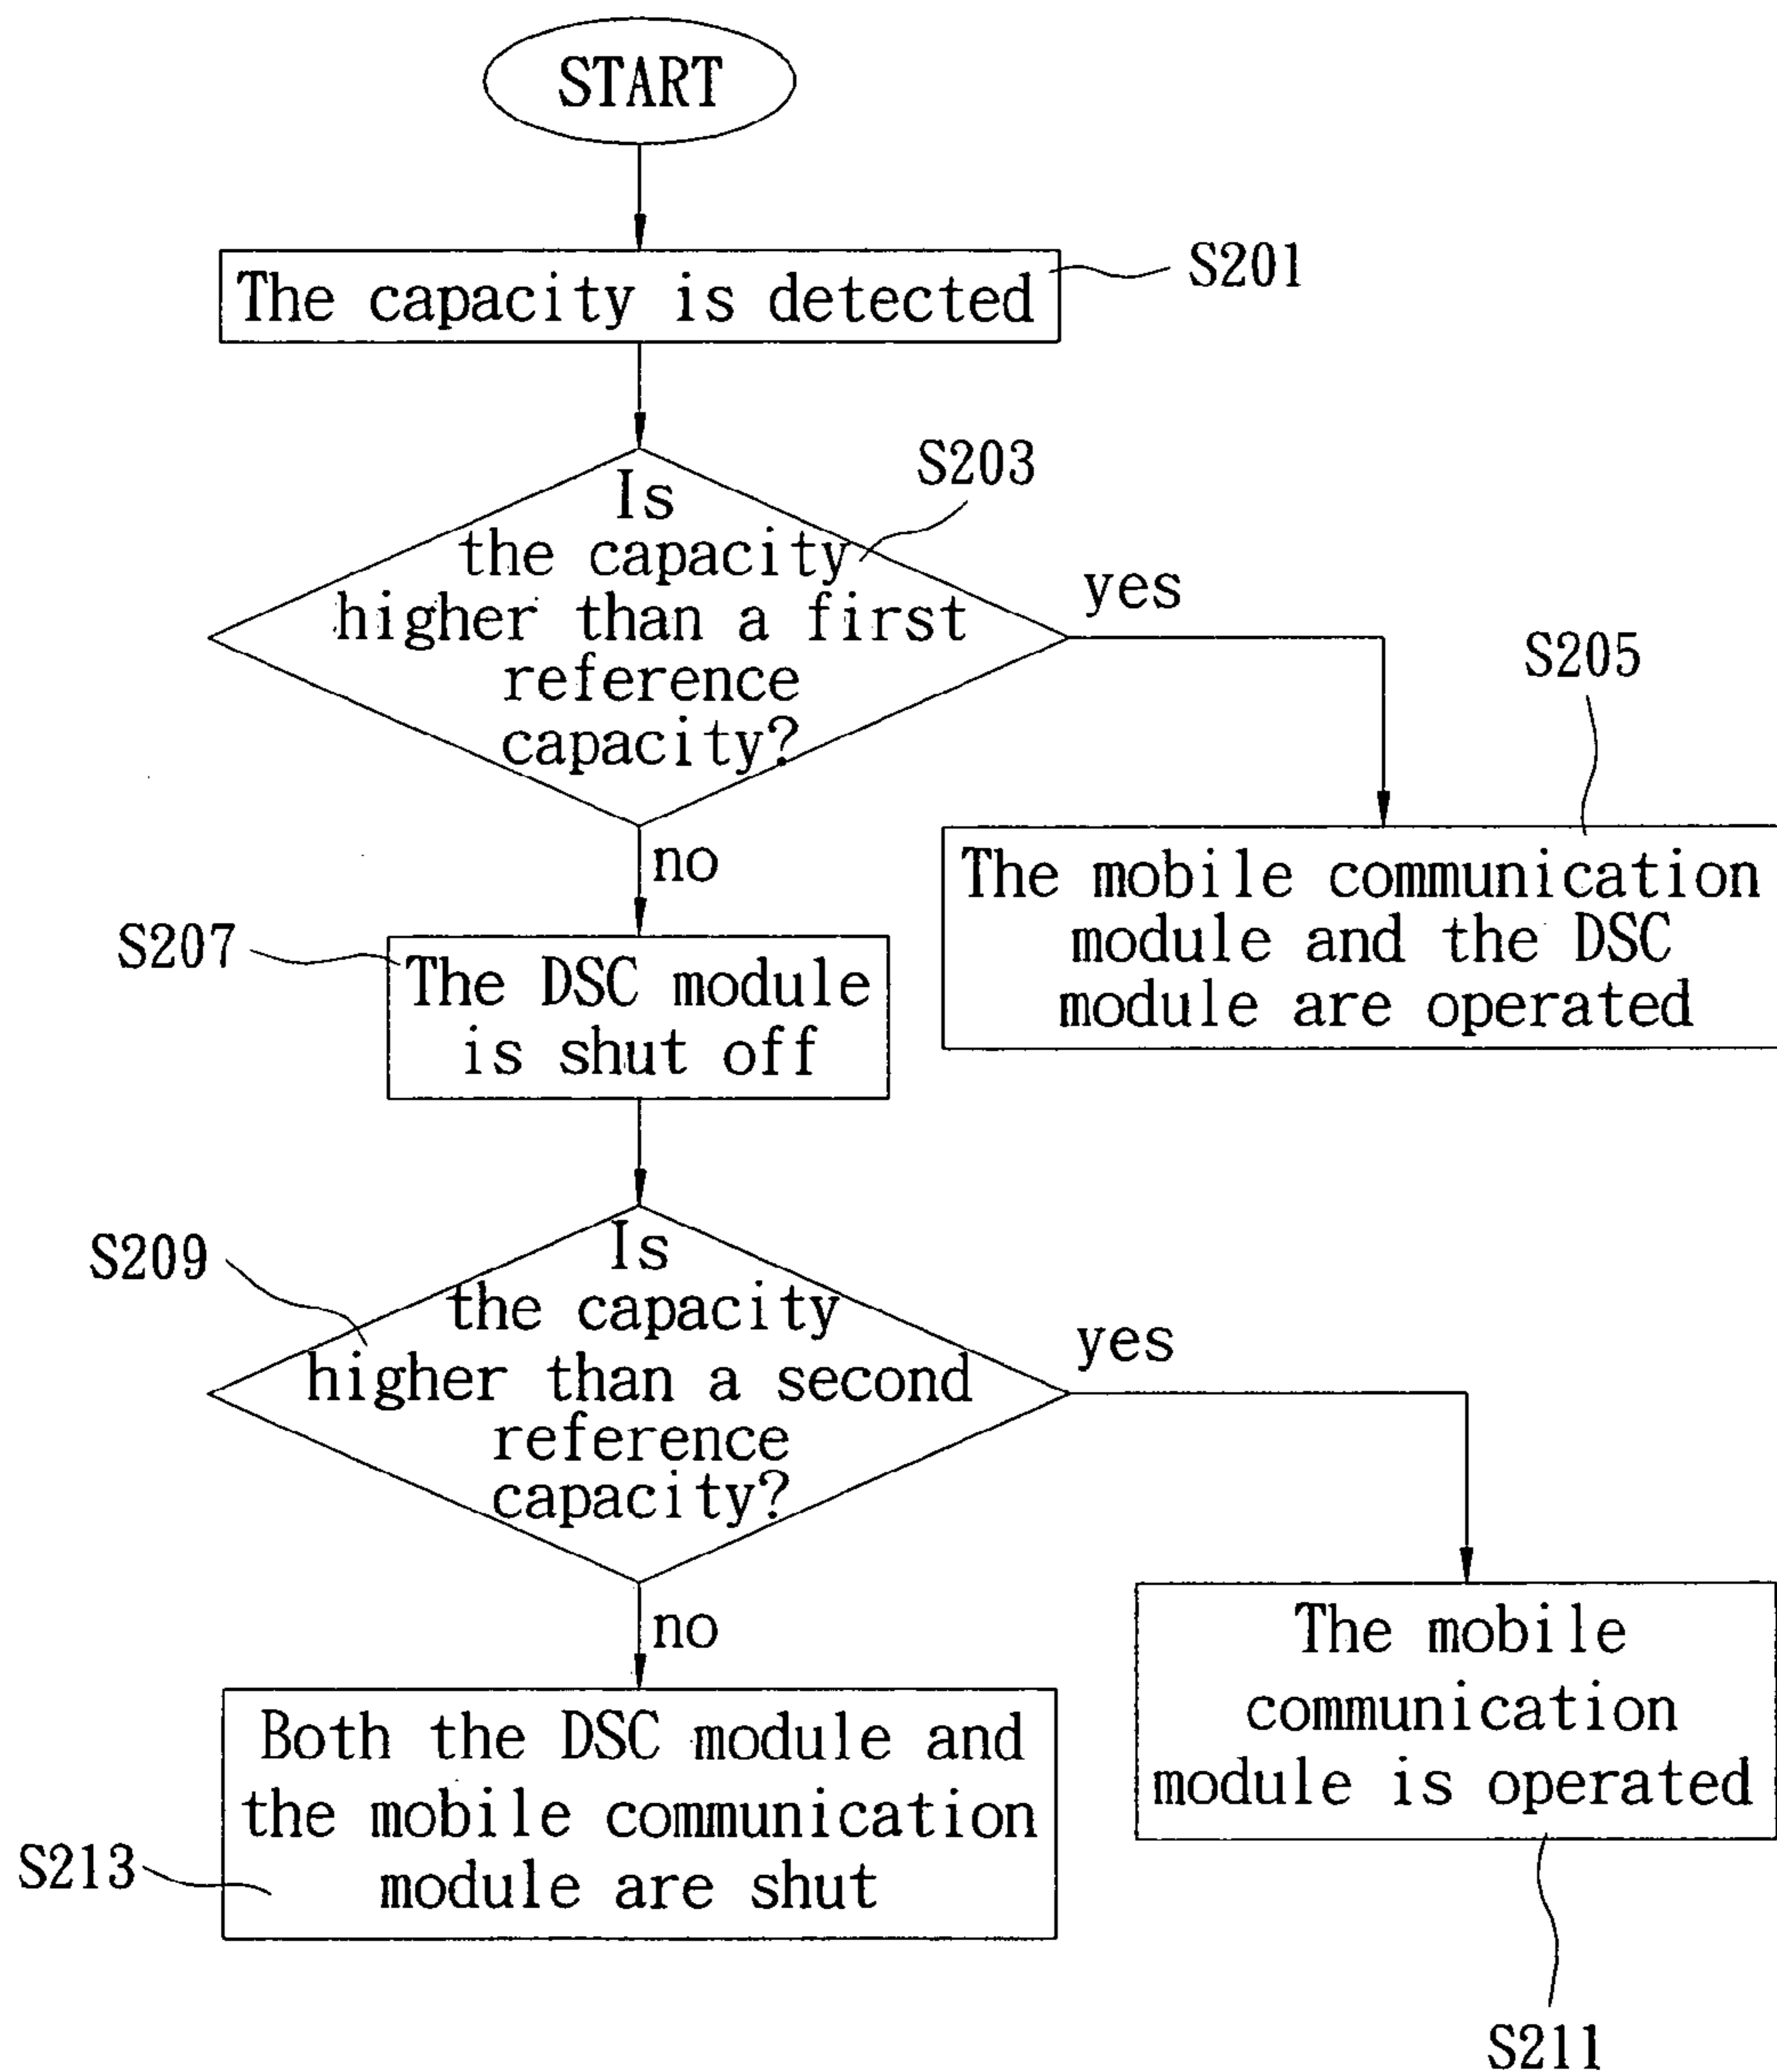 START
The capacity is detected
S201
S203
Is
the capacity
higher than a first
reference
capacity?
yes
no
S205
The mobile communication
module and the DSC
module are operated
S207
The DSC module
is shut off
S209
Is
the capacity
higher than a second
reference
capacity?
yes
no
The mobile
communication
module is operated
S211
Both the DSC module and
the mobile communication
module are shut
S213